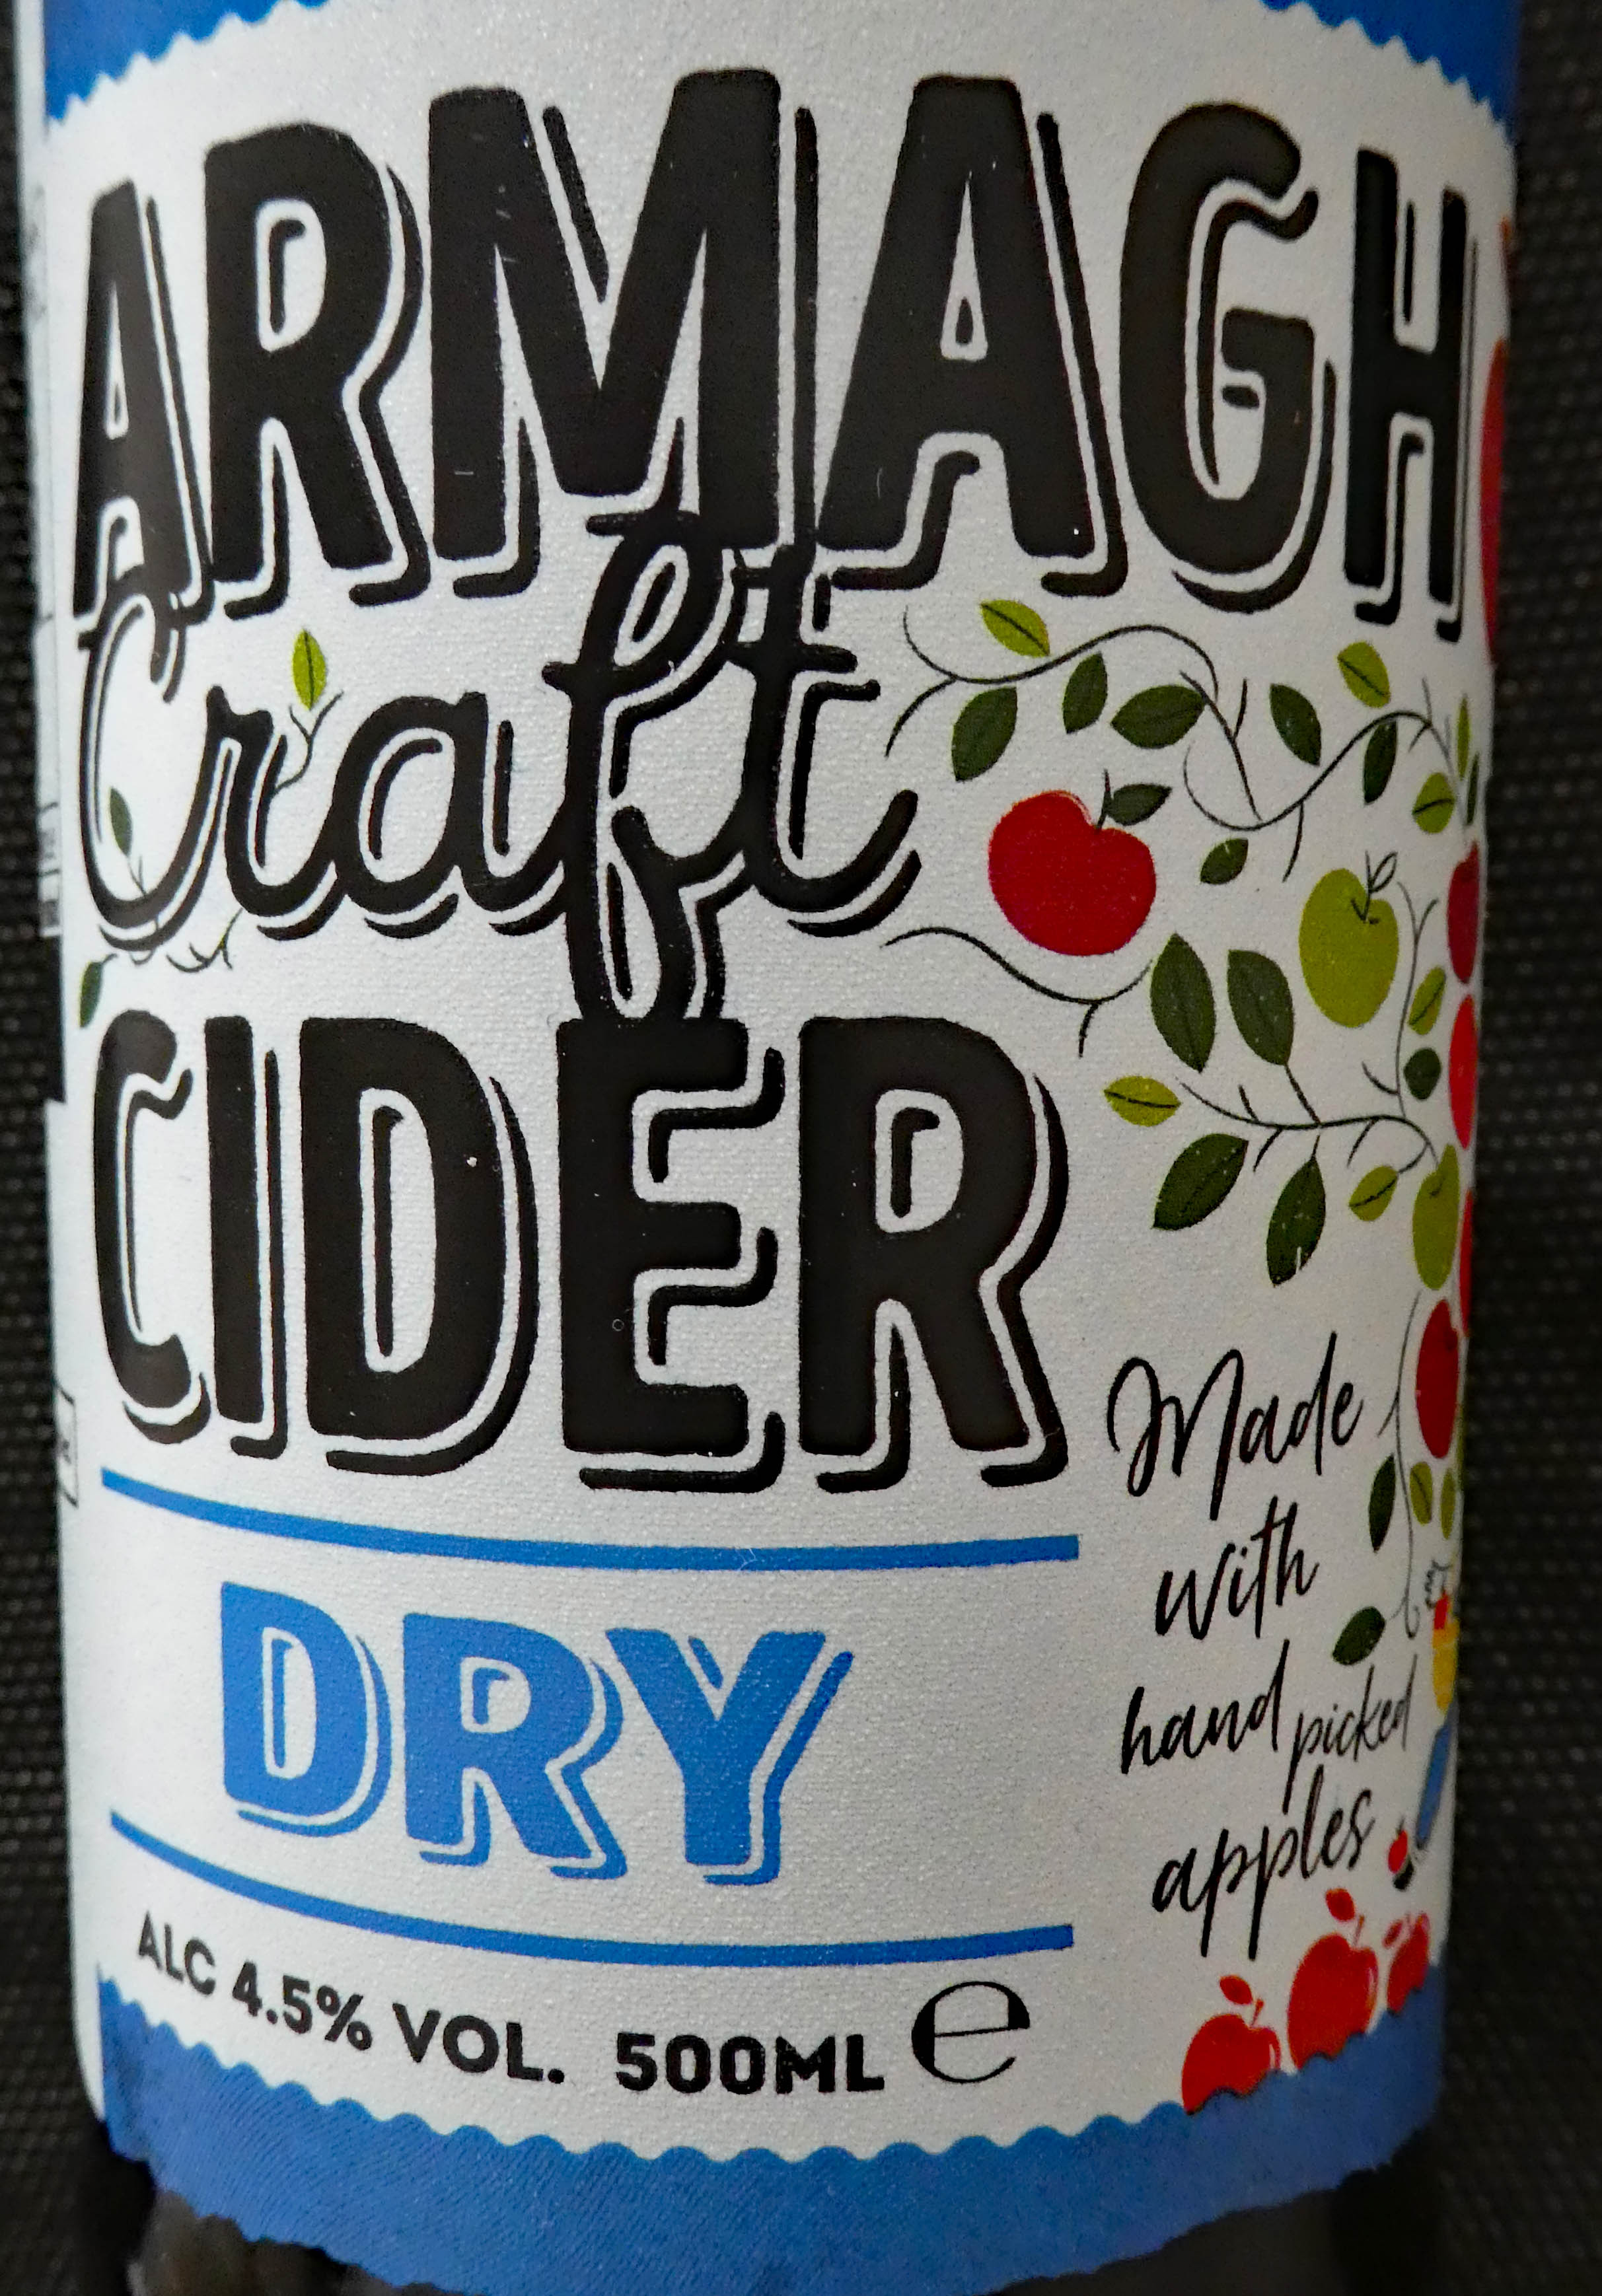 ARMAGH
Craft
CIDER
DRY
ALC 4.5% VOL. 500ML ℮
Made
with
hand picked
apples